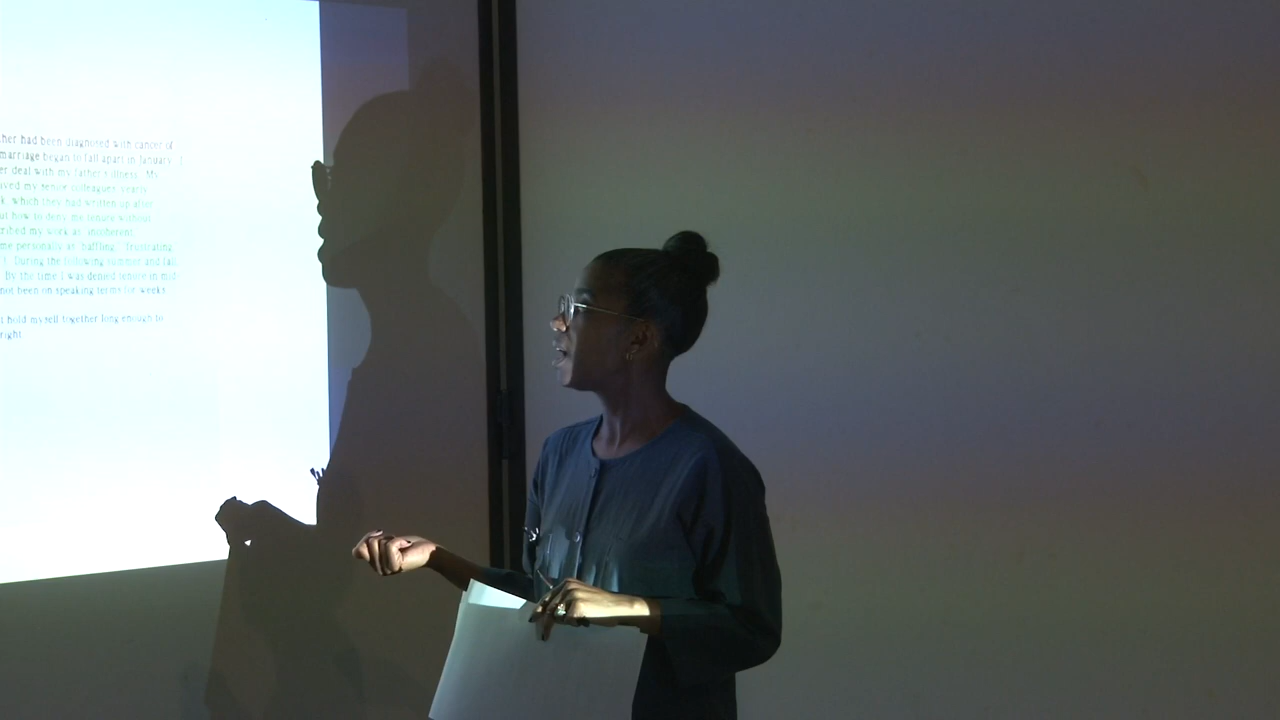 her had been diagnosed with cancer of
marriage began to fall apart in January. I
er deal with my father's illness. My
my senior colleagues' yearly
k, which they had written up after
ut how to deny me tenure without
cribed my work as 'incoherent
me personally as 'baffling,' 'frustrating
During the following summer and fall
By the time I was denied tenure in mid
not been on speaking terms for weeks.
hold myself together long enough to
right